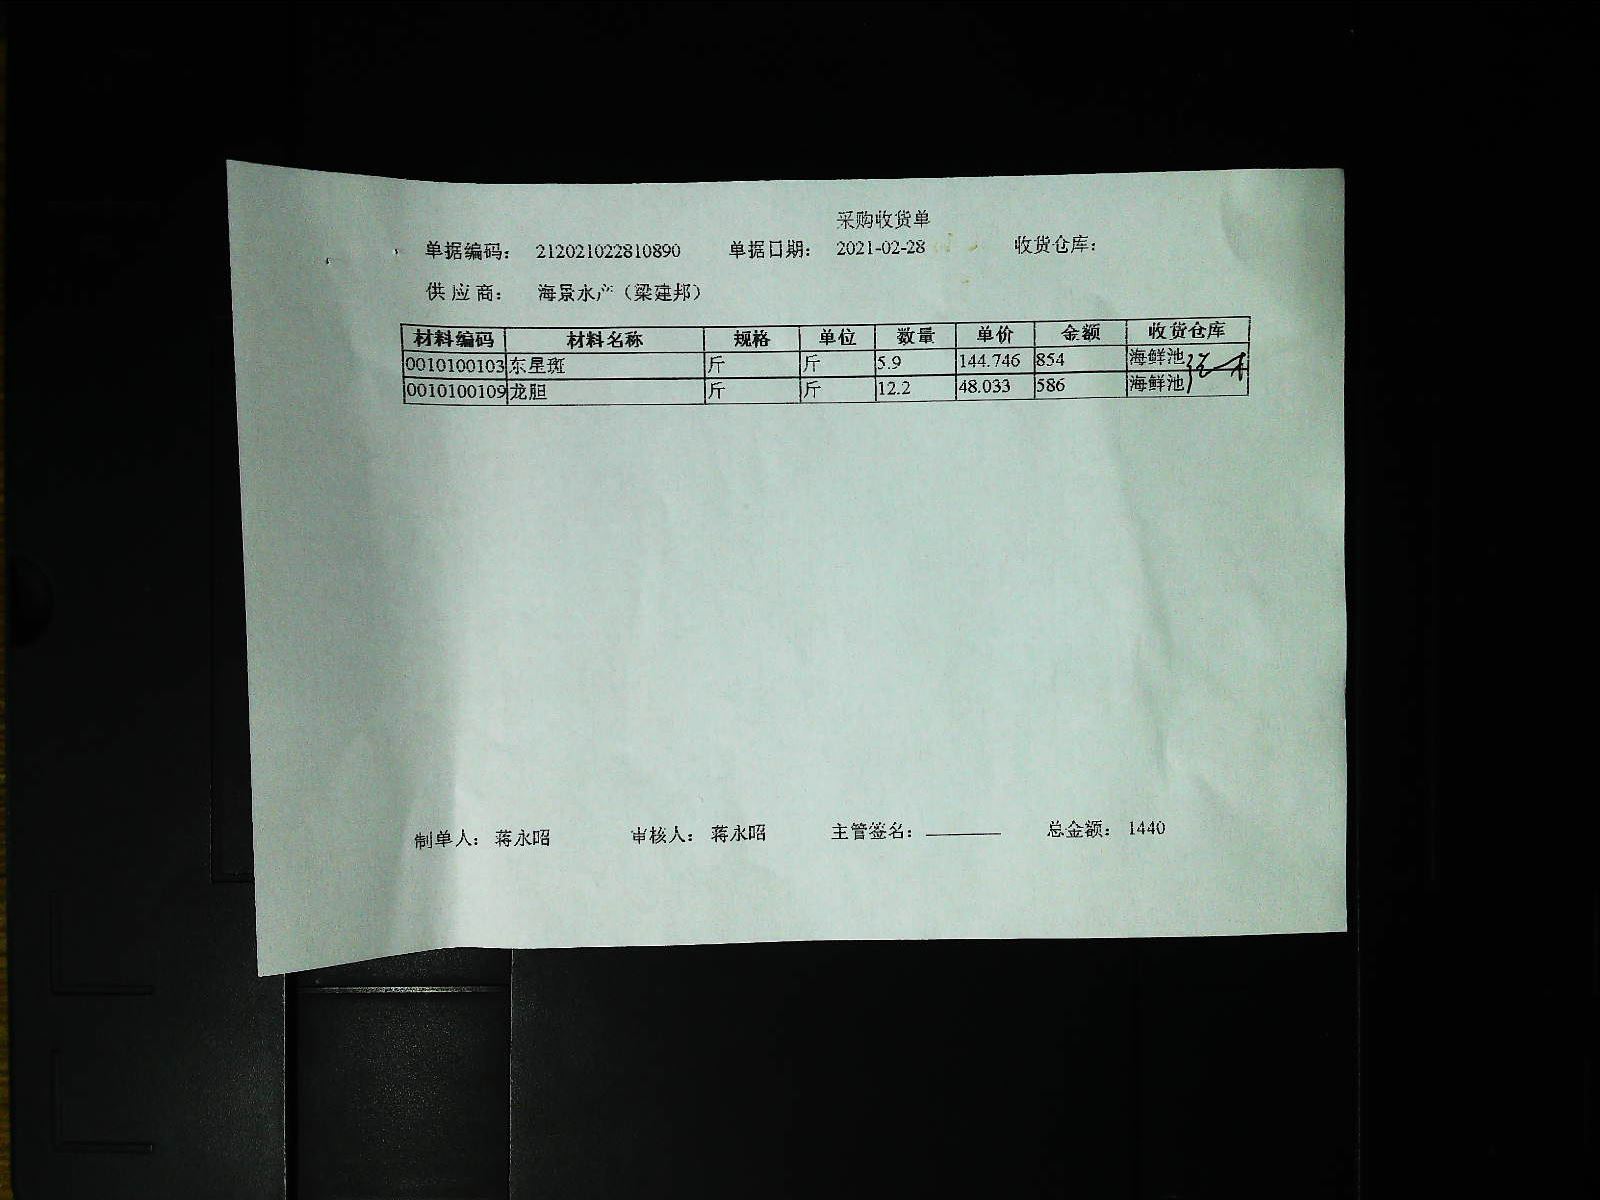 采购收货单
单据编码： 212021022810890 单据日期： 2021-02-28 收货仓库：
供应商： 海景水产（梁建邦）
材料编码 材料名称 规格 单位 数量 单价 金额 收货仓库
0010100103 东星斑 斤 斤 5.9 144.746 854 海鲜池
0010100109 龙胆 斤 斤 12.2 48.033 586 海鲜池
制单人： 蒋永昭 审核人： 蒋永昭 主管签名： 总金额： 1440